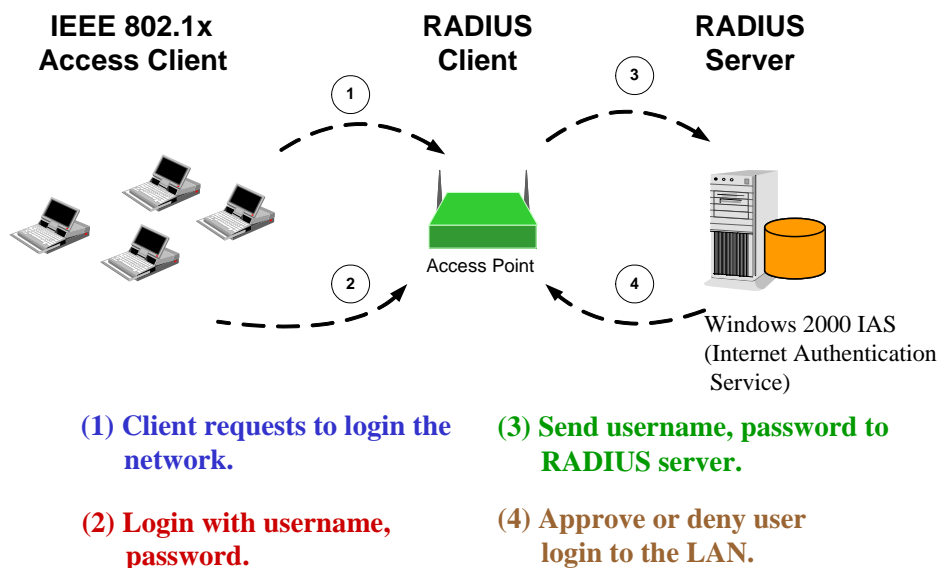 IEEE 802.1x
Access Client
RADIUS
Client
RADIUS
Server
1
3
Access Point
2
4
Windows 2000 IAS
(Internet Authentication
Service)
(1) Client requests to login the
network.
(2) Login with username,
password.
(3) Send username, password to
RADIUS server.
(4) Approve or deny user
login to the LAN.